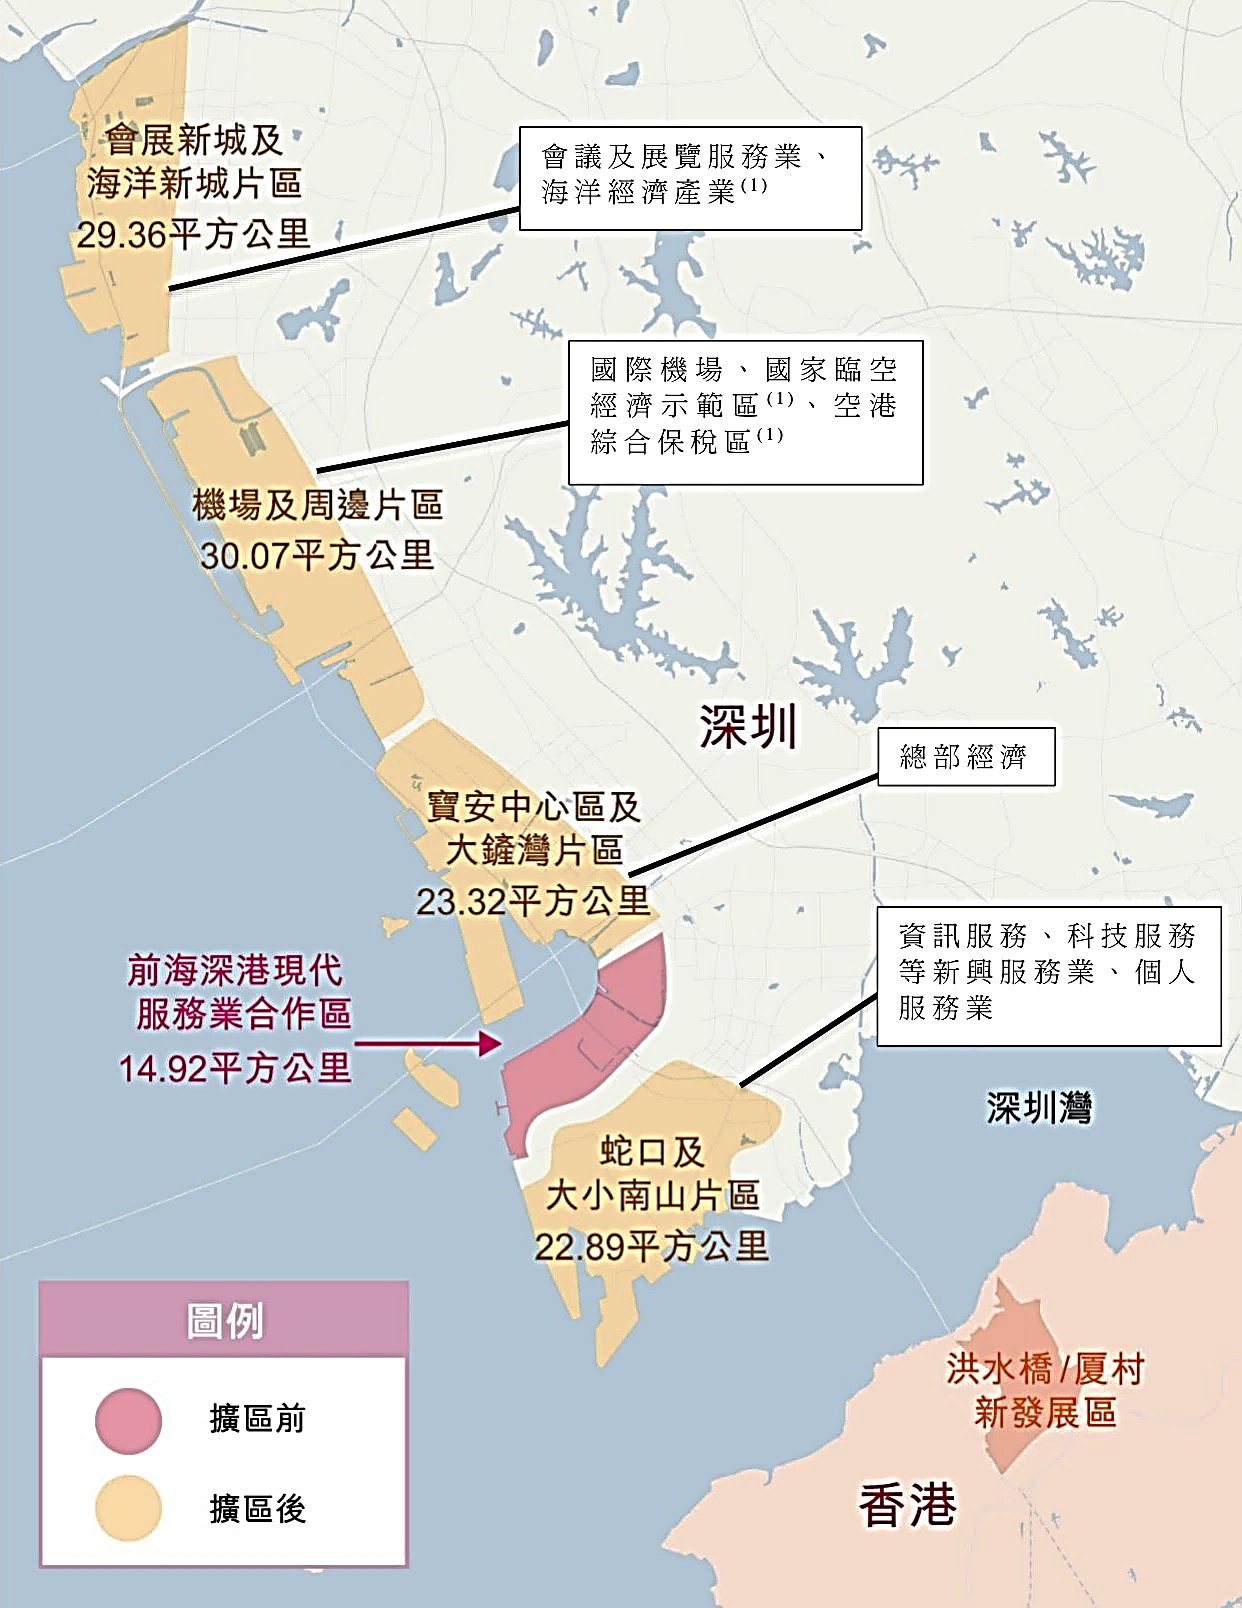 會展新城及
海洋新城片區
29.36平方公里
會議及展覽服務業、
海洋經濟產業(1)
國際機場、國家臨空
經濟示範區(1)、空港
綜合保稅區(1)
機場及周邊片區
30.07平方公里
深圳
總部經濟
寶安中心區及
大鏟灣片區
23.32平方公里
資訊服務、科技服務
等新興服務業、個人
服務業
前海深港現代
服務業合作區
14.92平方公里
深圳灣
蛇口及
大小南山片區
22.89平方公里
圖例
擴區前
擴區後
洪水橋/厦村
新發展區
香港